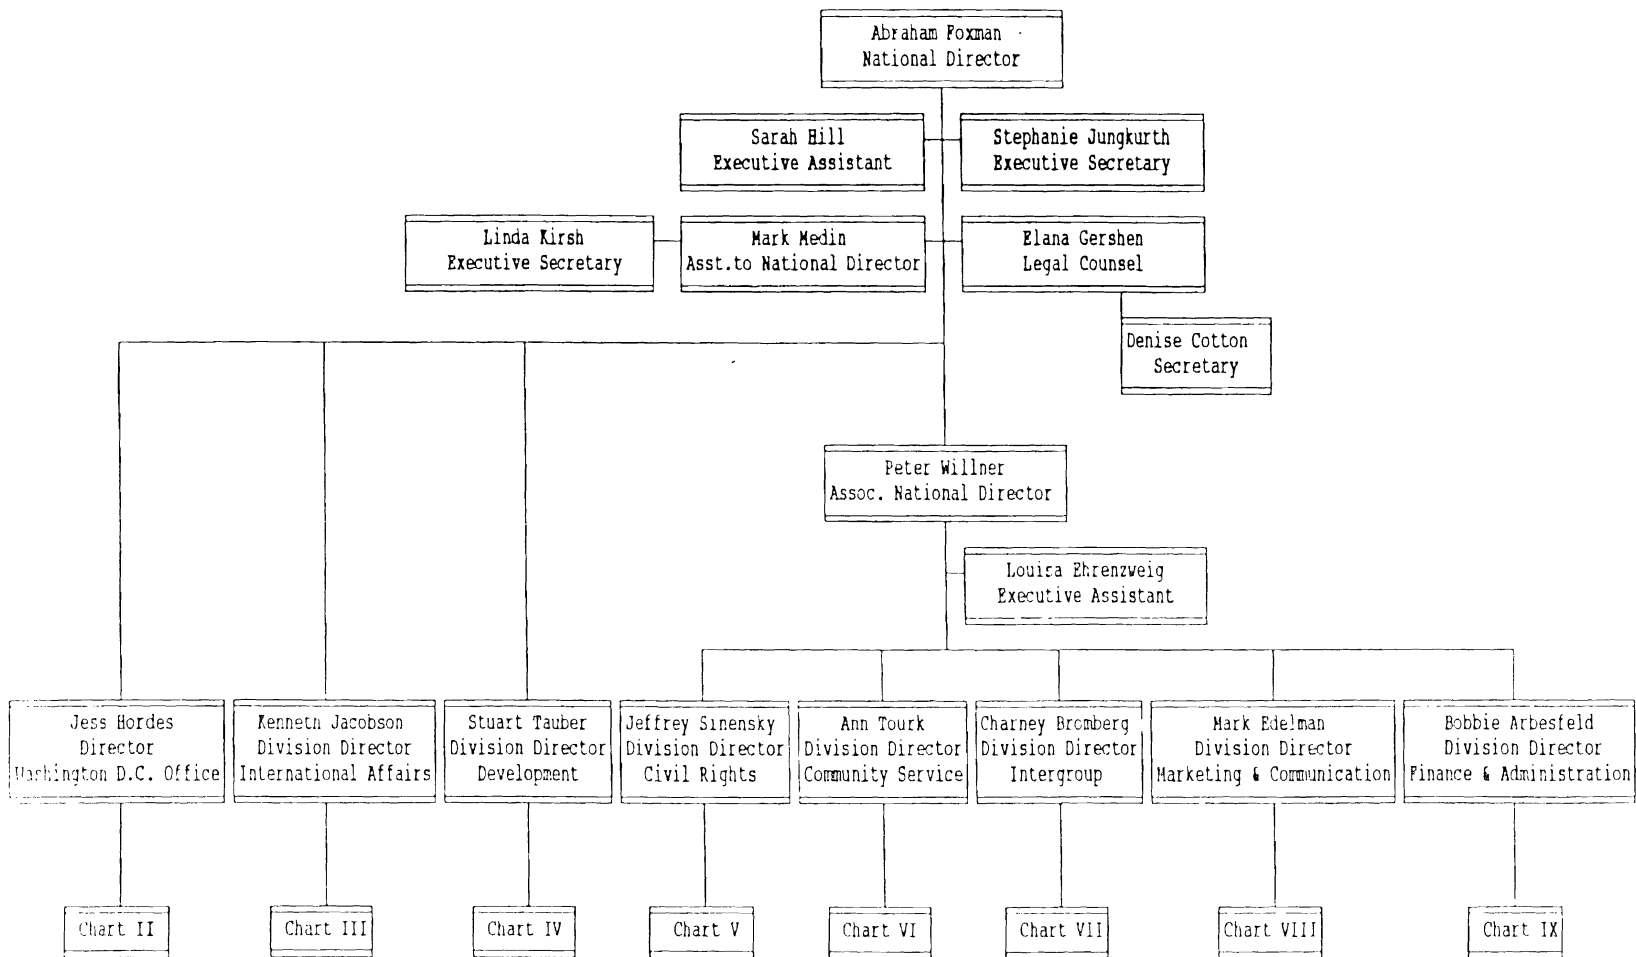 Abraham Foxman
National Director
Sarah Hill
Executive Assistant
Stephanie Jungkurth
Executive Secretary
Linda Kirsh
Executive Secretary
Mark Medin
Asst.to National Director
Elana Gershen
Legal Counsel
Denise Cotton
Secretary
Peter Willner
Assoc. National Director
Louisa Ehrenzweig
Executive Assistant
Jess Hordes
Director
Washington D.C. Office
Kenneth Jacobson
Division Director
International Affairs
Stuart Tauber
Division Director
Development
Jeffrey Sinensky
Division Director
Civil Rights
Ann Tourk
Division Director
Community Service
Charney Bromberg
Division Director
Intergroup
Mark Edelman
Division Director
Marketing & Communication
Bobbie Arbesfeld
Division Director
Finance & Administration
Chart II
Chart III
Chart IV
Chart V
Chart VI
Chart VII
Chart VIII
Chart IX